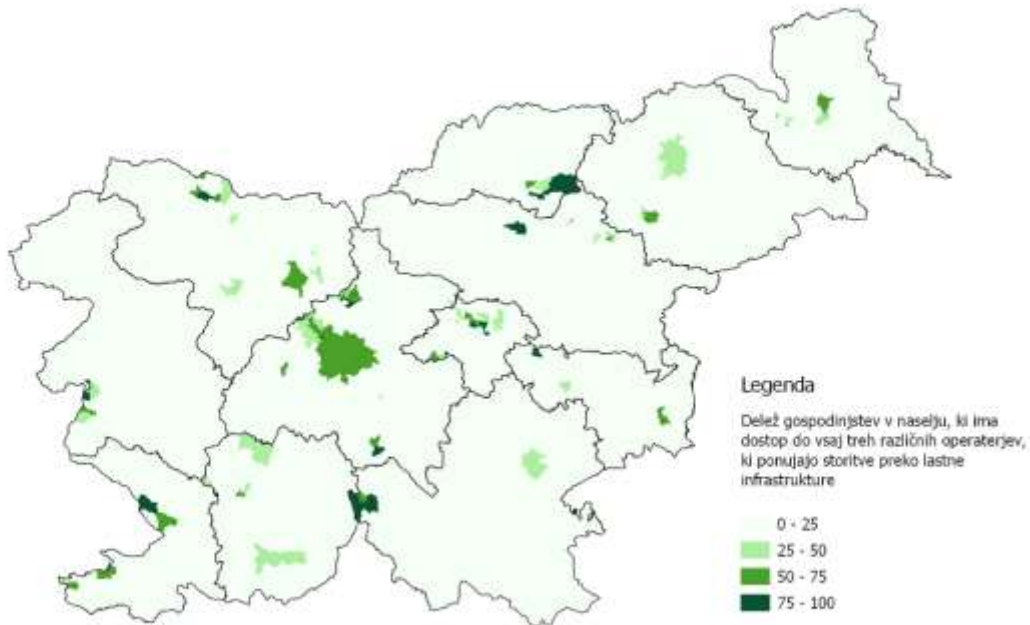 Legenda
Delež gospodinjstev v naselju, ki ima
dostop do vsaj treh različnih operaterjev,
ki ponujajo storitve preko lastne
infrastrukture
0 - 25
25 - 50
50 - 75
75 - 100